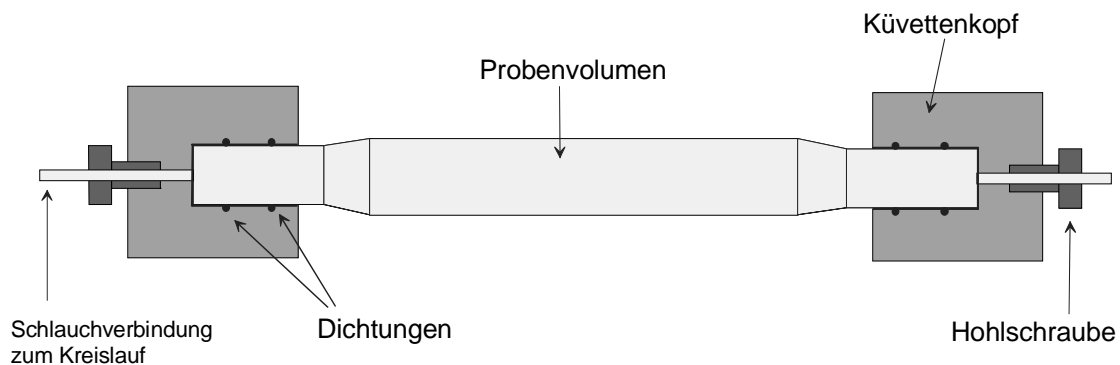 Küvettenkopf
Probenvolumen
Schlauchverbindung
zum Kreislauf
Dichtungen
Hohlschraube